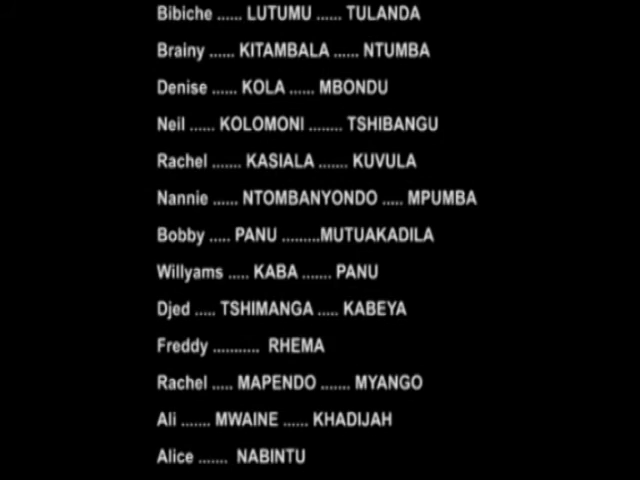 Bibiche ...... LUTUMU ...... TULANDA
Brainy ...... KITAMBALA ...... NTUMBA
Denise ...... KOLA ...... MBONDU
Neil ...... KOLOMONI ........ TSHIBANGU
Rachel ....... KASIALA ....... KUVULA
Nannie ...... NTOMBANYONDO ..... MPUMBA
Bobby ..... PANU .........MUTUAKADILA
Willyams ..... KABA ....... PANU
Djed ..... TSHIMANGA ..... KABEYA
Freddy ........... RHEMA
Rachel ..... MAPENDO ....... MYANGO
Ali ....... MWAINE ...... KHADIJAH
Alice ....... NABINTU